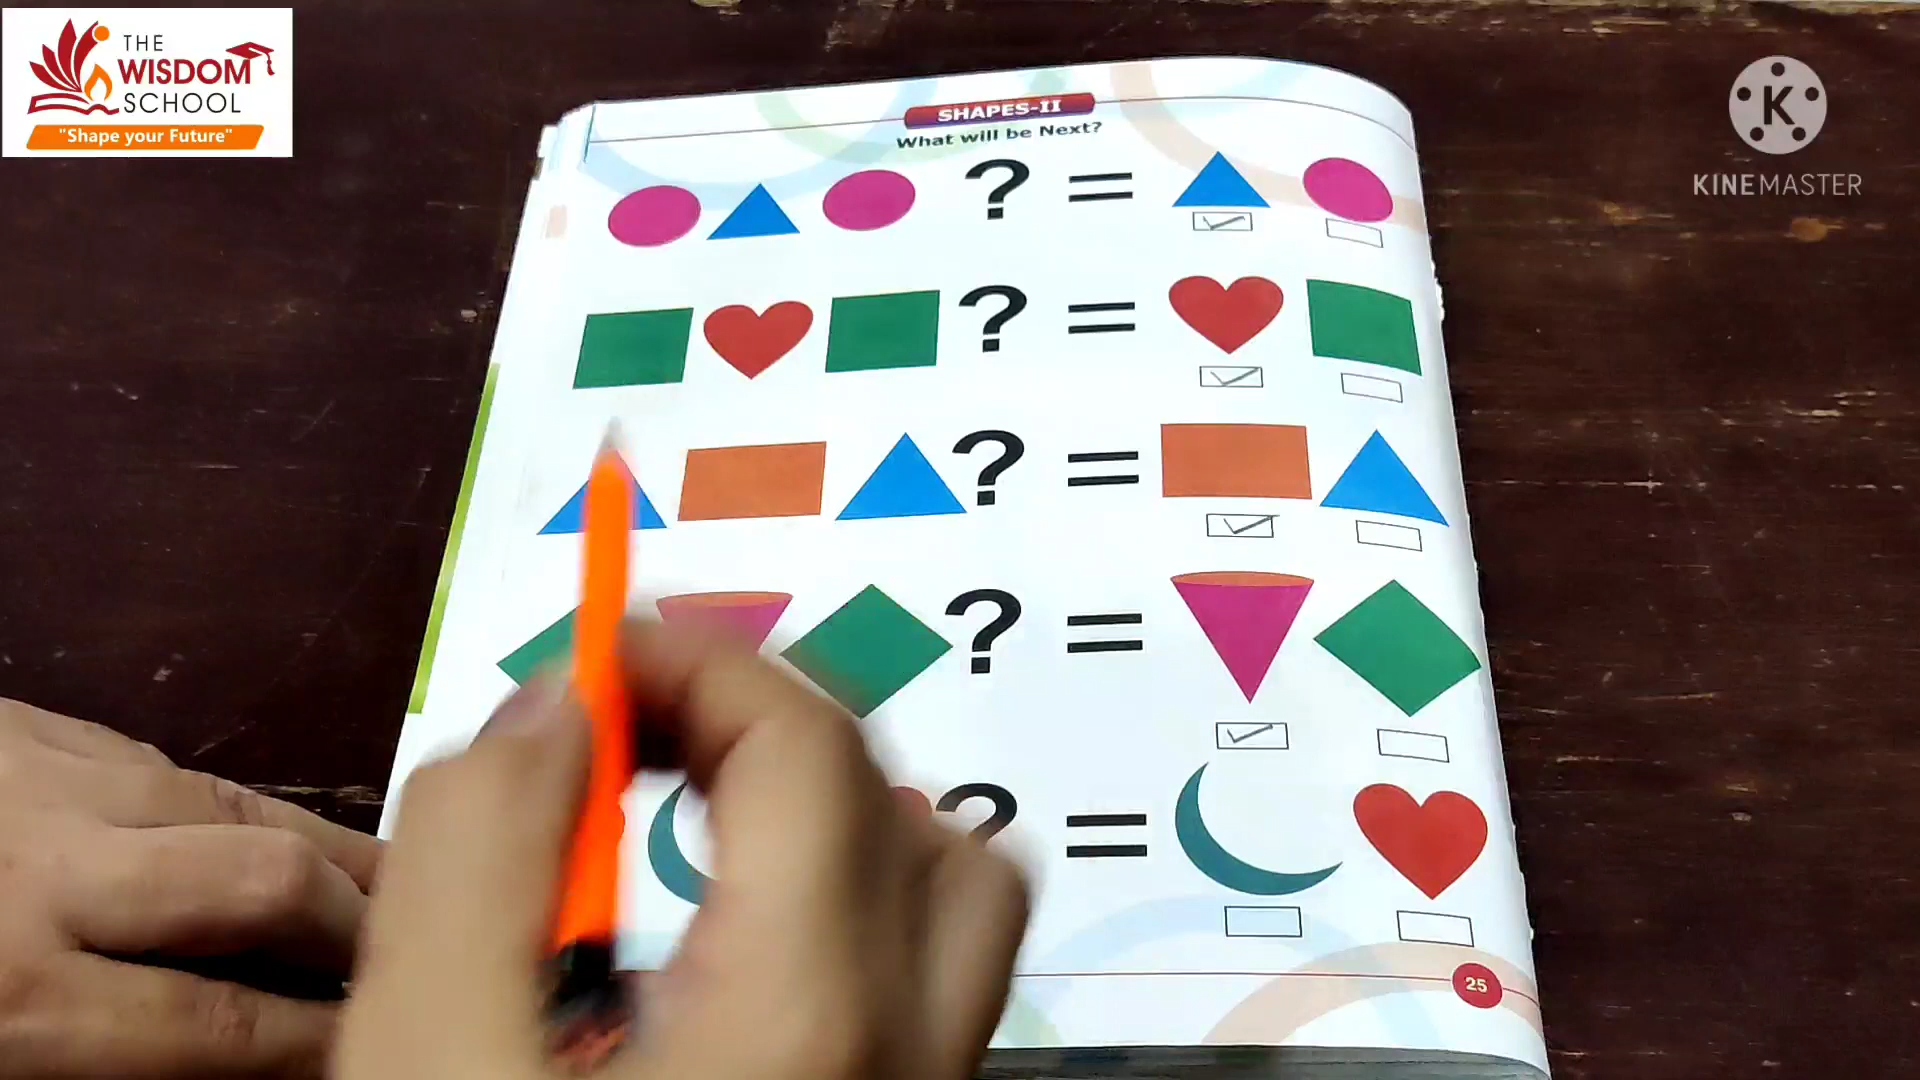 THE
WISDOM
SCHOOL
"Shape your Future"
K
KINEMASTER
SHAPES-II
What will be Next?
? =
? =
? =
? =
? =
25